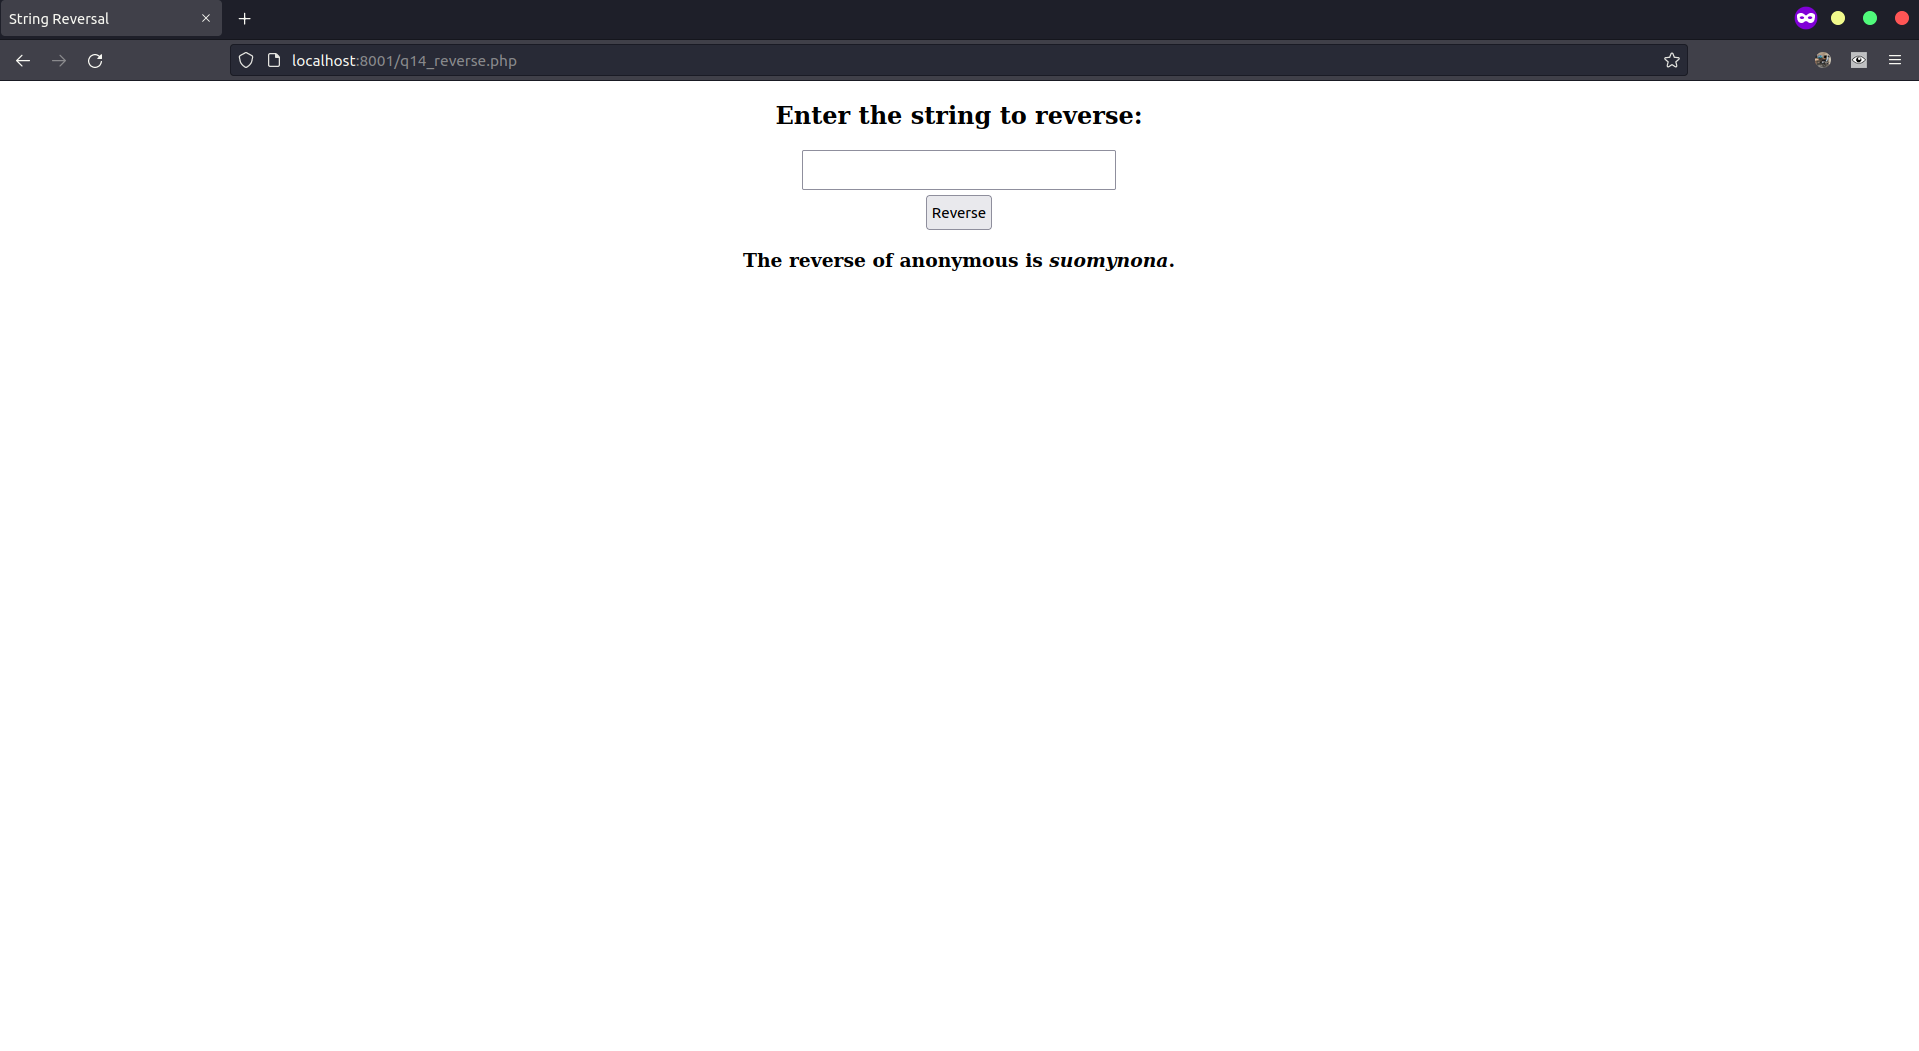 String Reversal
localhost:8001/q14_reverse.php
Enter the string to reverse:
Reverse
The reverse of anonymous is suomynona.